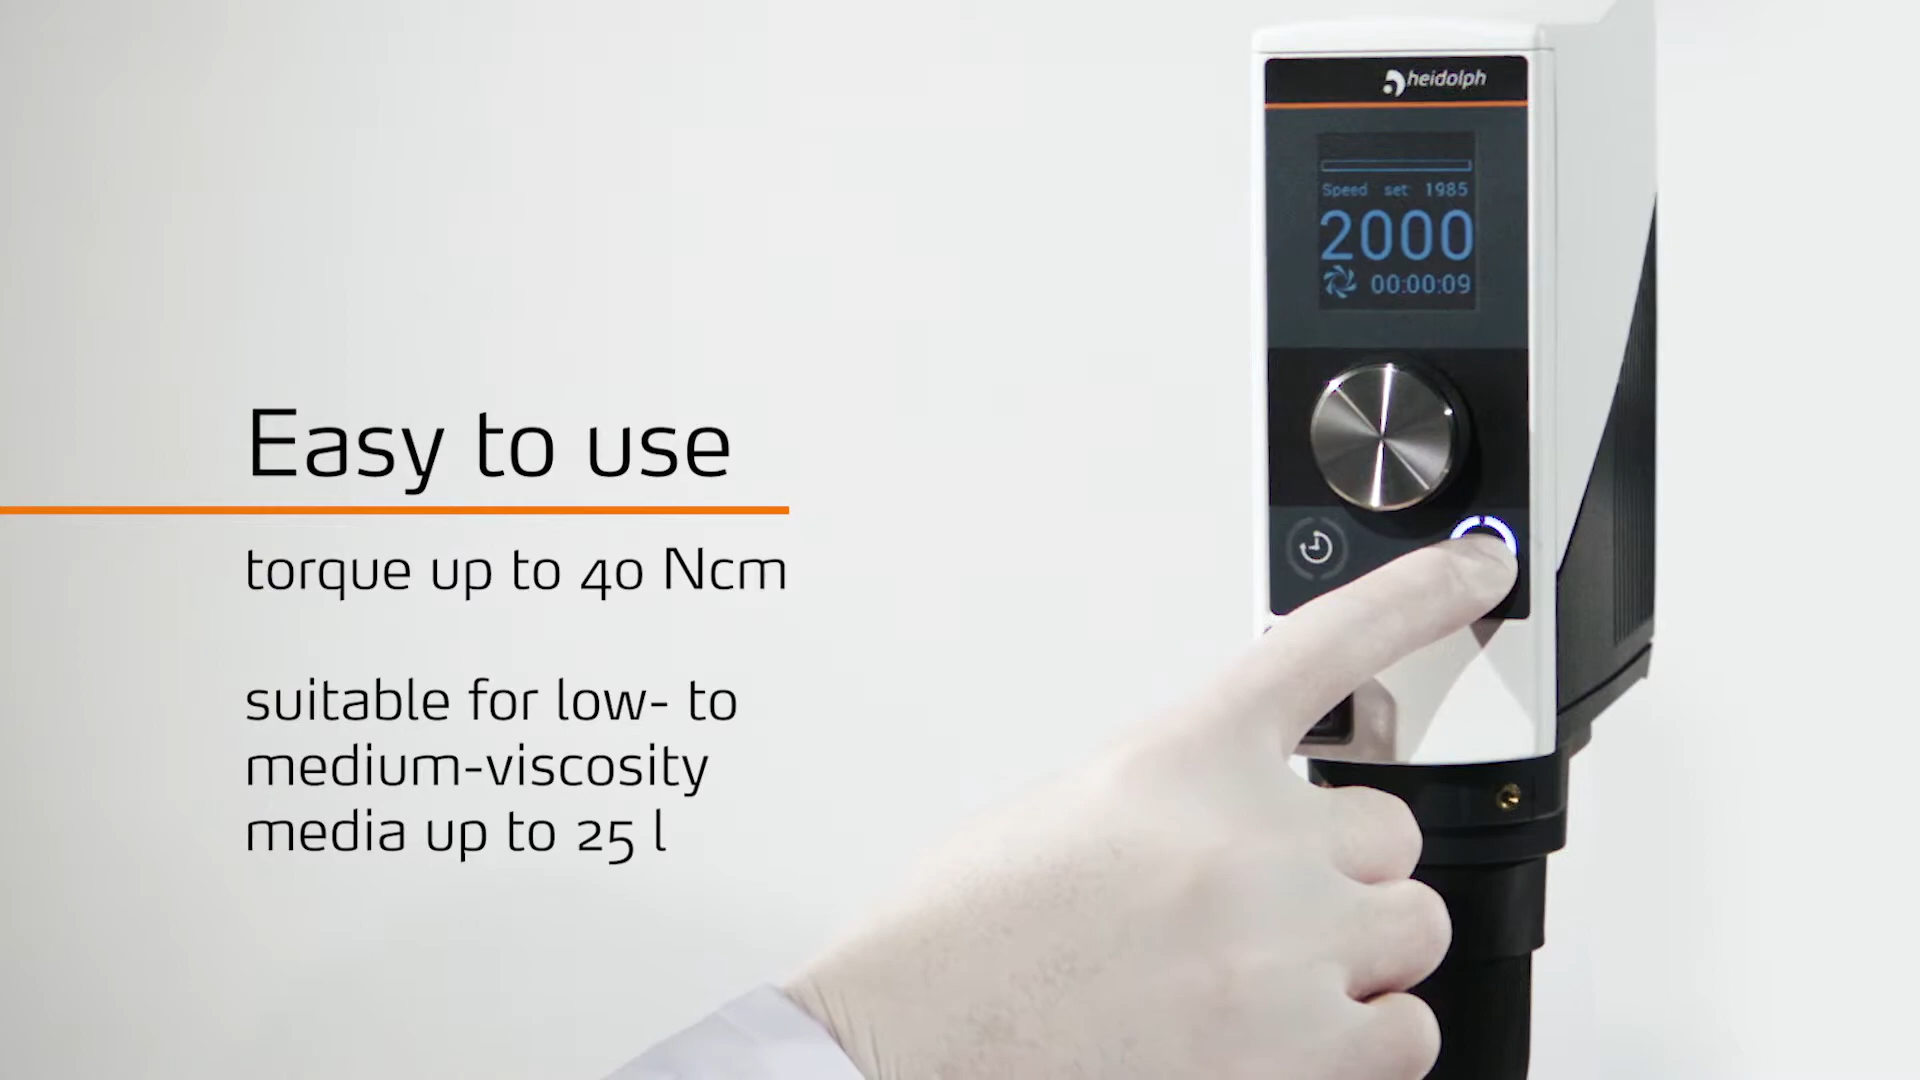 heidolph
Speed set 1985
2000
00:00:09
Easy to use
torque up to 40 Ncm
suitable for low- to
medium-viscosity
media up to 25 l